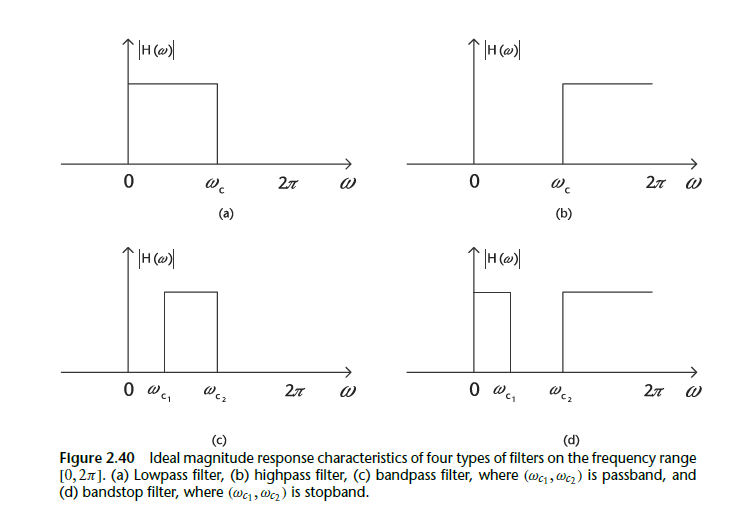 |H(ω)| |H(ω)|
0 ω_c 2π ω 0 ω_c 2π ω
(a) (b)
|H(ω)| |H(ω)|
0 ω_c₁ ω_c₂ 2π ω 0 ω_c₁ ω_c₂ 2π ω
(c) (d)
Figure 2.40 Ideal magnitude response characteristics of four types of filters on the frequency range
[0, 2π]. (a) Lowpass filter, (b) highpass filter, (c) bandpass filter, where (ω_c₁, ω_c₂) is passband, and
(d) bandstop filter, where (ω_c₁, ω_c₂) is stopband.